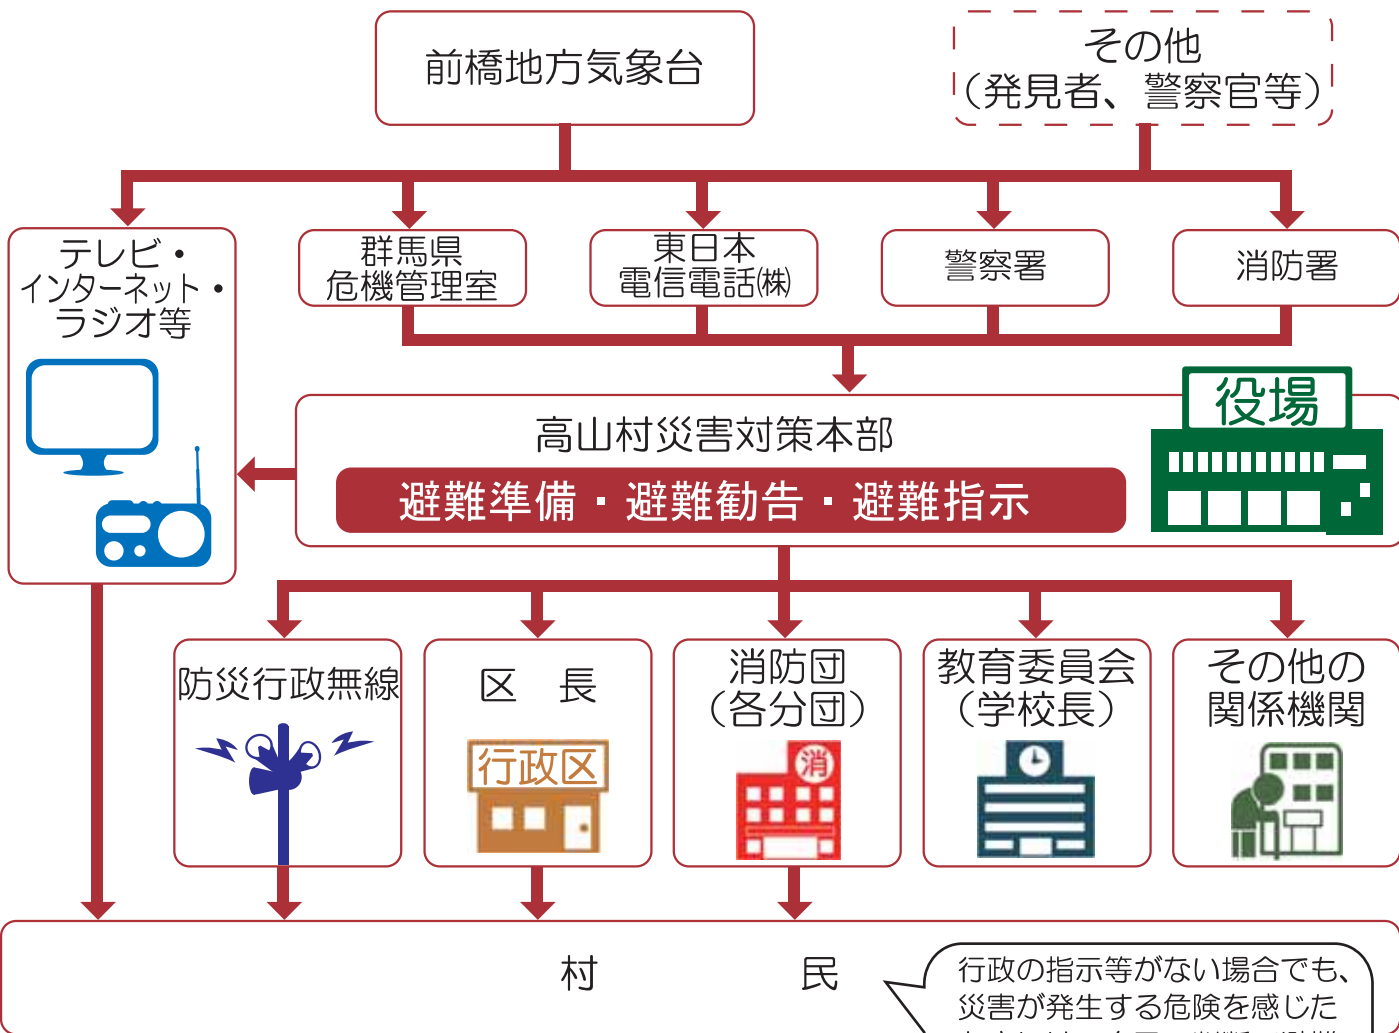 前橋地方気象台
その他
(発見者、警察官等)
テレビ・
インターネット・
ラジオ等
群馬県
危機管理室
東日本
電信電話㈱
警察署
消防署
役場
高山村災害対策本部
避難準備・避難勧告・避難指示
防災行政無線
区 長
行政区
消防団
(各分団)
消
教育委員会
(学校長)
その他の
関係機関
村 民
行政の指示等がない場合でも、
災害が発生する危険を感じた